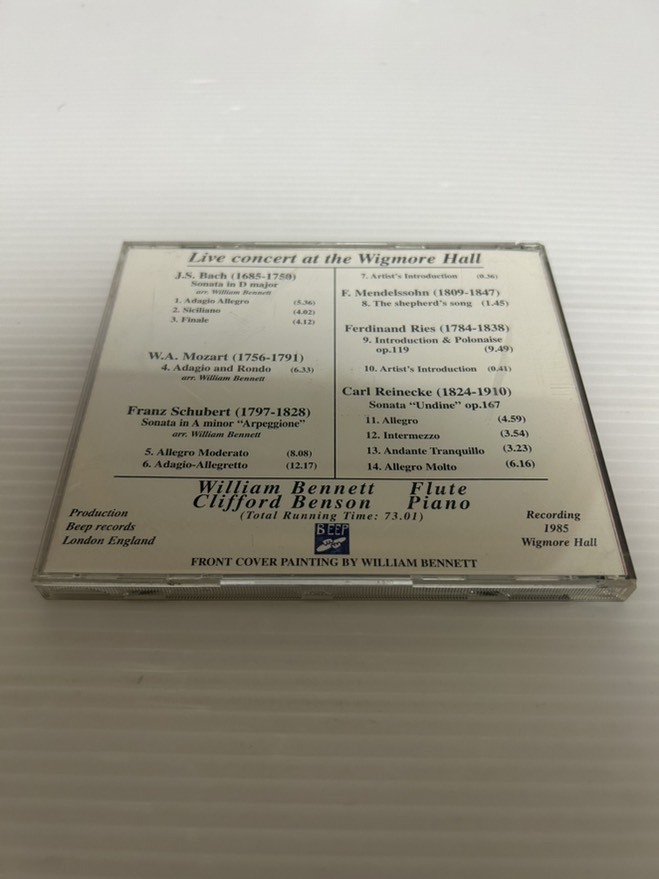 Live concert at the Wigmore Hall
J.S. Bach (1685-1750)
Sonata in D major
arr. William Bennett
1. Adagio Allegro (5.36)
2. Siciliano (4.02)
3. Finale (4.12)
W.A. Mozart (1756-1791)
4. Adagio and Rondo (6.33)
arr. William Bennett
Franz Schubert (1797-1828)
Sonata in A minor "Arpeggione"
arr. William Bennett
5. Allegro Moderato (8.08)
6. Adagio-Allegretto (12.17)
7. Artist's Introduction (0.36)
F. Mendelssohn (1809-1847)
8. The shepherd's song (1.45)
Ferdinand Ries (1784-1838)
9. Introduction & Polonaise
op.119 (9.49)
10. Artist's Introduction (0.41)
Carl Reinecke (1824-1910)
Sonata "Undine" op.167
11. Allegro (4.59)
12. Intermezzo (3.54)
13. Andante Tranquillo (3.23)
14. Allegro Molto (6.16)
William Bennett Flute
Clifford Benson Piano
(Total Running Time: 73.01)
Production
Beep records
London England
BEEP
Recording
1985
Wigmore Hall
FRONT COVER PAINTING BY WILLIAM BENNETT